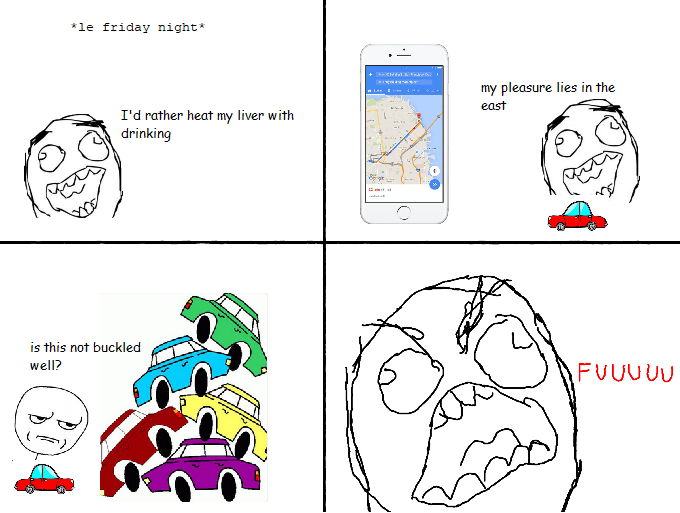 *le friday night*
I'd rather heat my liver with
drinking
my pleasure lies in the
east
is this not buckled
well?
FUUUUU